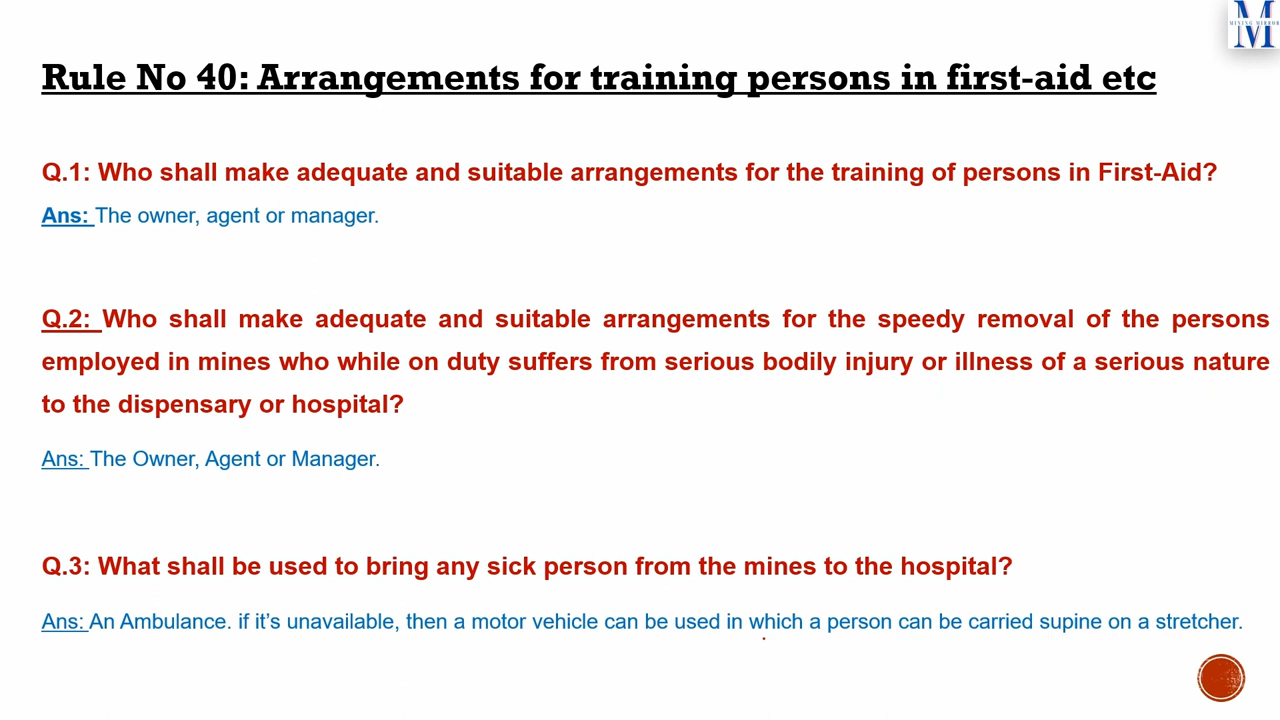 M
MINING MIRROR
M
Rule No 40: Arrangements for training persons in first-aid etc
Q.1: Who shall make adequate and suitable arrangements for the training of persons in First-Aid?
Ans: The owner, agent or manager.
Q.2: Who shall make adequate and suitable arrangements for the speedy removal of the persons
employed in mines who while on duty suffers from serious bodily injury or illness of a serious nature
to the dispensary or hospital?
Ans: The Owner, Agent or Manager.
Q.3: What shall be used to bring any sick person from the mines to the hospital?
Ans: An Ambulance. if it’s unavailable, then a motor vehicle can be used in which a person can be carried supine on a stretcher.